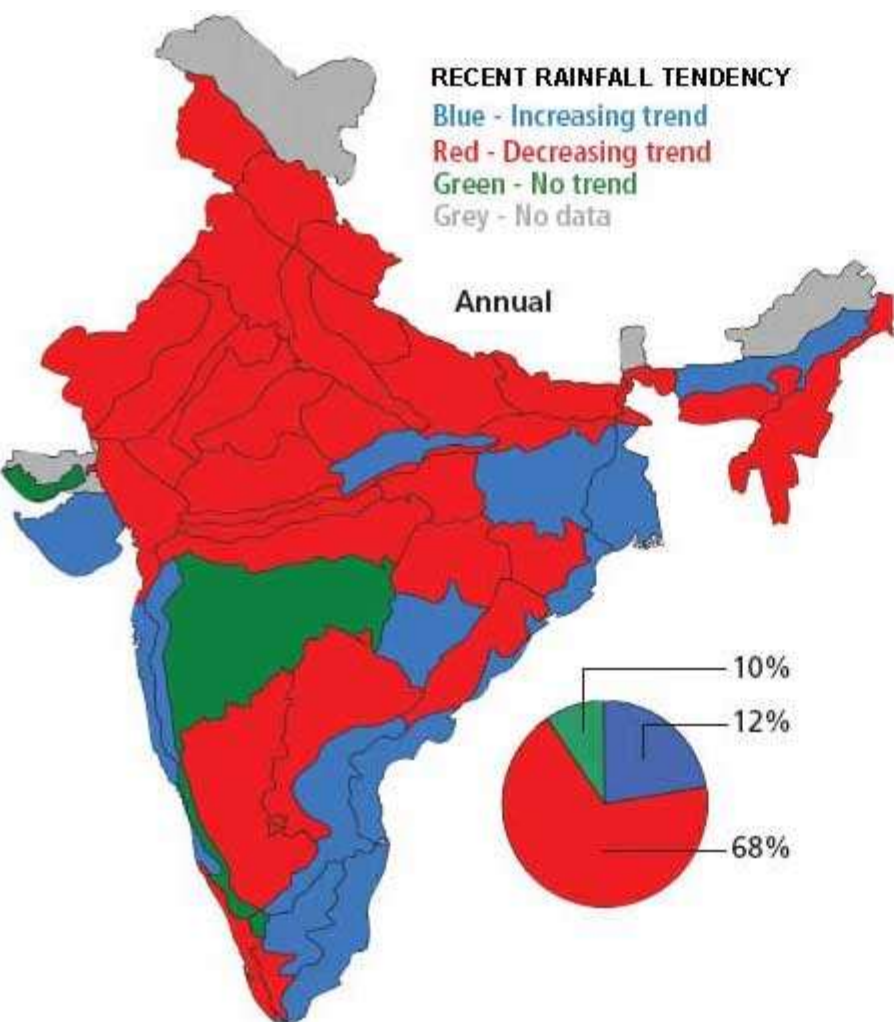 RECENT RAINFALL TENDENCY
Blue - Increasing trend
Red - Decreasing trend
Green - No trend
Grey - No data
Annual
10%
12%
68%